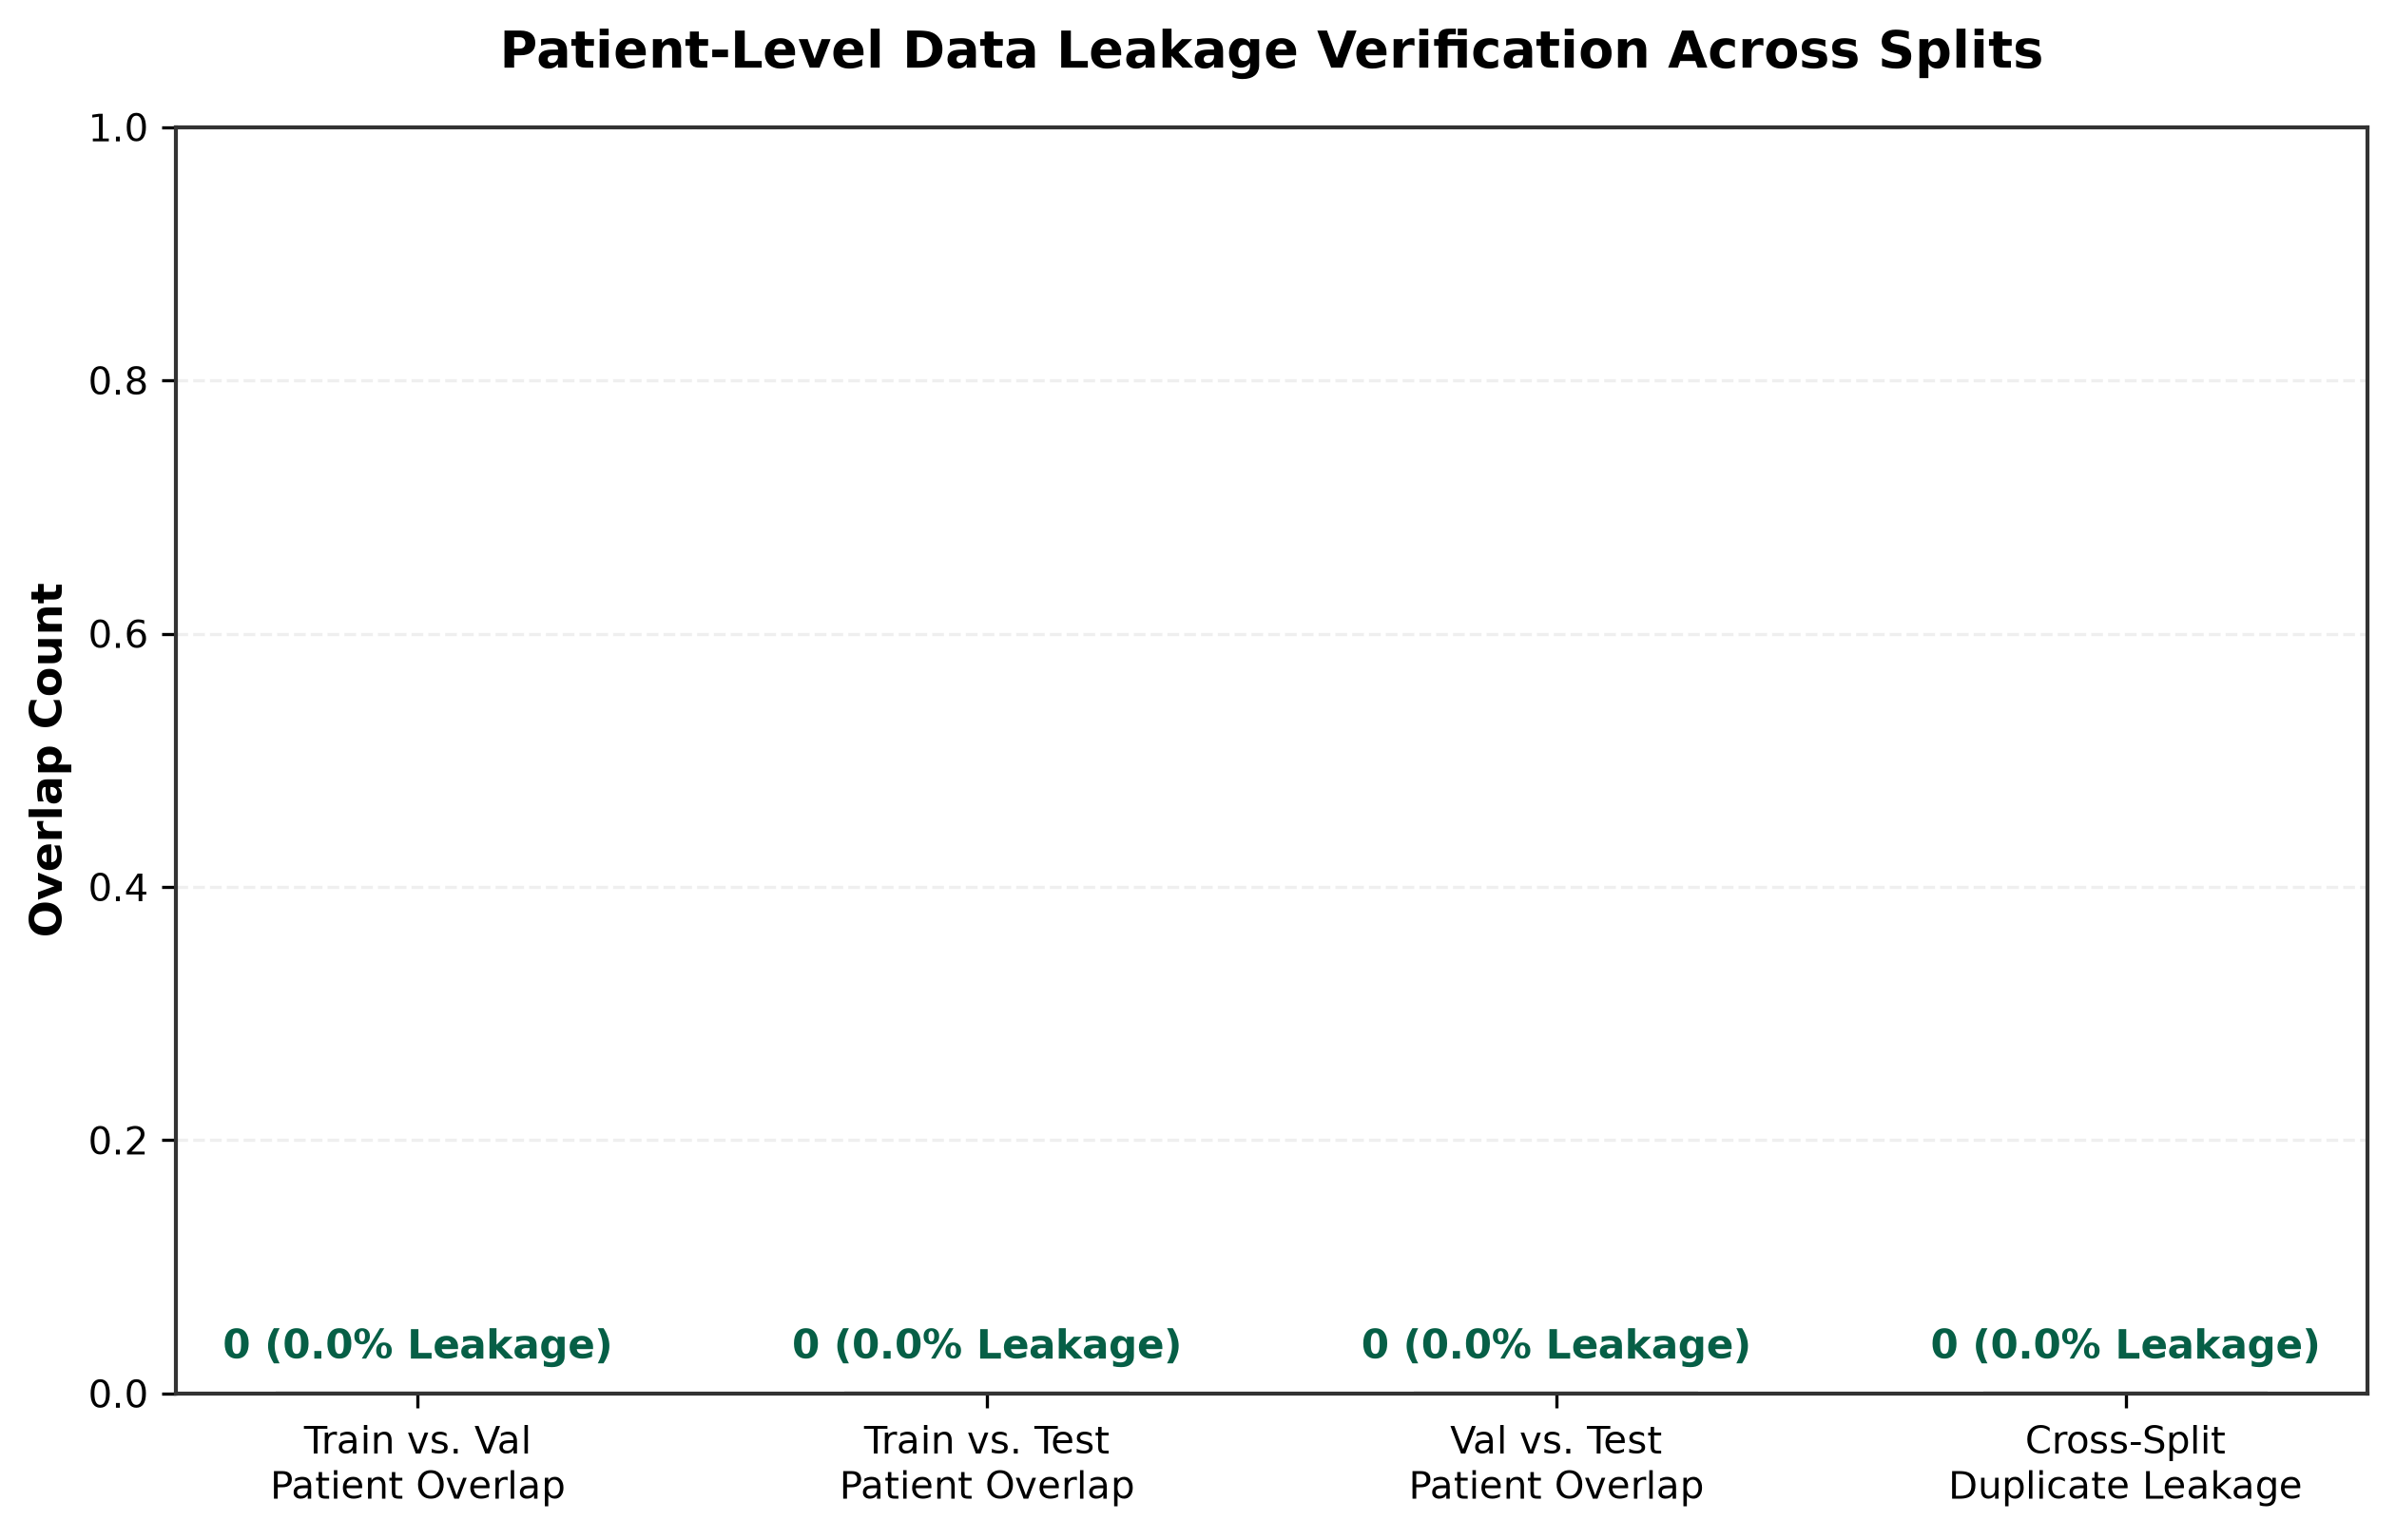 Patient-Level Data Leakage Verification Across Splits
Overlap Count
1.0
0.8
0.6
0.4
0.2
0.0
0 (0.0% Leakage)
0 (0.0% Leakage)
0 (0.0% Leakage)
0 (0.0% Leakage)
Train vs. Val
Patient Overlap
Train vs. Test
Patient Overlap
Val vs. Test
Patient Overlap
Cross-Split
Duplicate Leakage